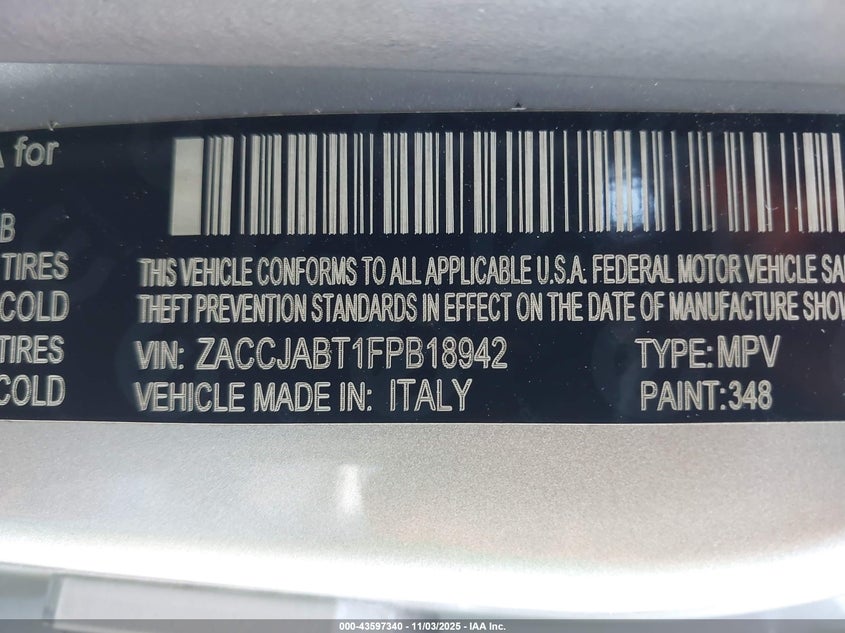 A for
B
TIRES
COLD
TIRES
COLD
THIS VEHICLE CONFORMS TO ALL APPLICABLE U.S.A. FEDERAL MOTOR VEHICLE SA
THEFT PREVENTION STANDARDS IN EFFECT ON THE DATE OF MANUFACTURE SHOW
VIN: ZACCJABT1FPB18942 TYPE: MPV
VEHICLE MADE IN: ITALY PAINT:348
000-43597340 - 11/03/2025 - IAA Inc.